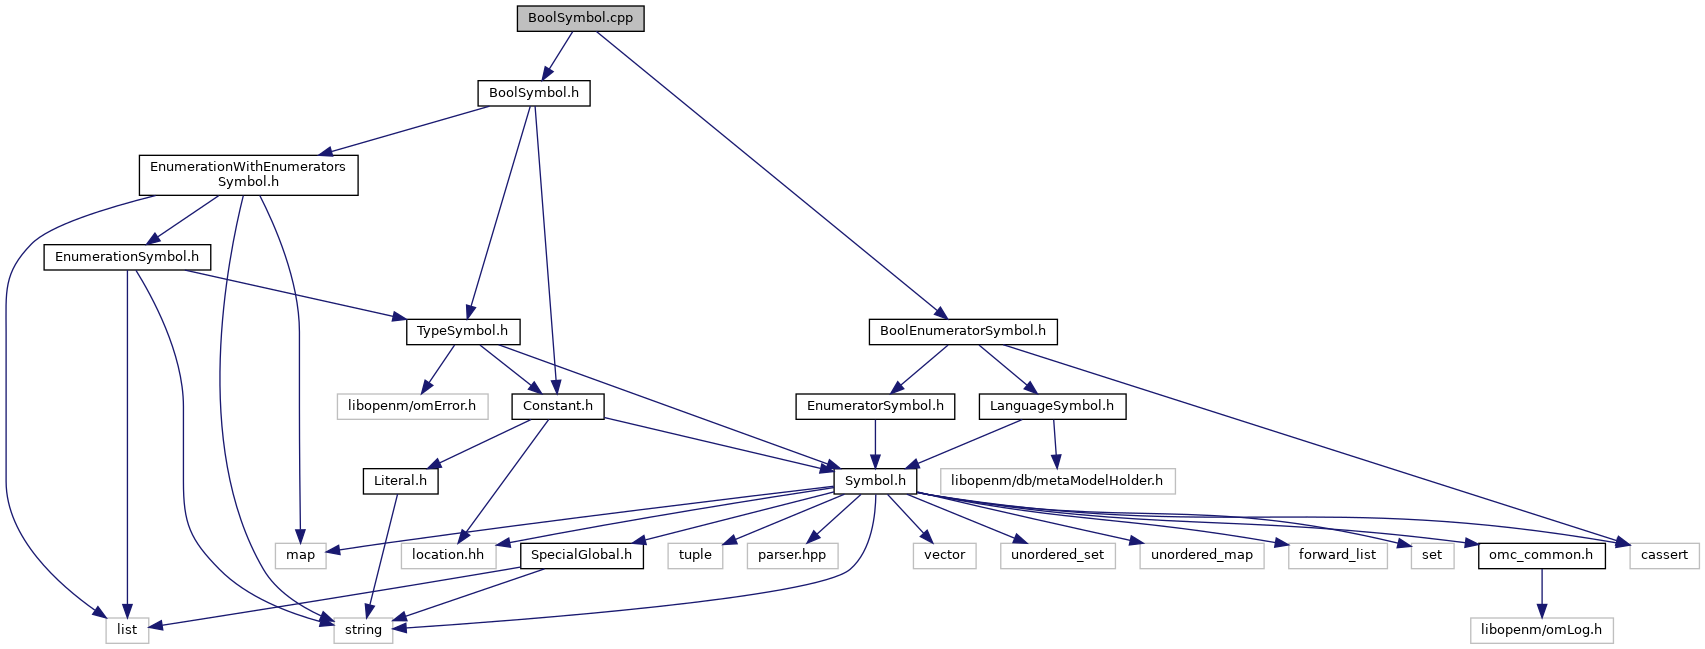 BoolSymbol.cpp
BoolSymbol.h
EnumerationWithEnumerators
Symbol.h
EnumerationSymbol.h
TypeSymbol.h
BoolEnumeratorSymbol.h
libopenm/omError.h
Constant.h
EnumeratorSymbol.h
LanguageSymbol.h
Literal.h
Symbol.h
libopenm/db/metaModelHolder.h
map
location.hh
SpecialGlobal.h
tuple
parser.hpp
vector
unordered_set
unordered_map
forward_list
set
omc_common.h
cassert
list
string
libopenm/omLog.h